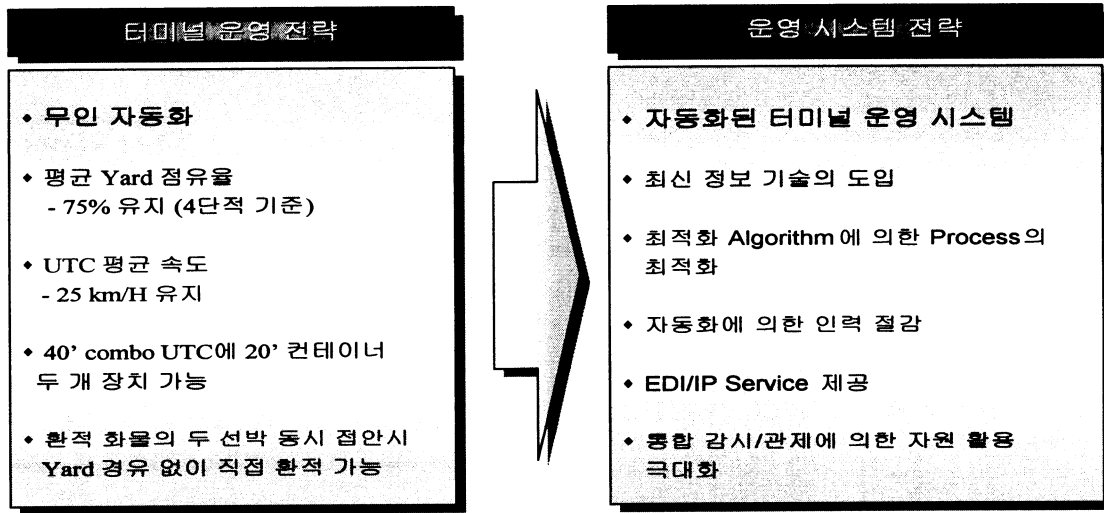 터미널 운영 전략
• 무인 자동화
• 평균 Yard 점유율
- 75% 유지 (4단적 기준)
• UTC 평균 속도
- 25 km/H 유지
• 40’ combo UTC에 20’ 컨테이너
두 개 장치 가능
• 환적 화물의 두 선박 동시 접안시
Yard 경유 없이 직접 환적 가능
운영 시스템 전략
• 자동화된 터미널 운영 시스템
• 최신 정보 기술의 도입
• 최적화 Algorithm에 의한 Process의
최적화
• 자동화에 의한 인력 절감
• EDI/IP Service 제공
• 통합 감시/관제에 의한 자원 활용
극대화